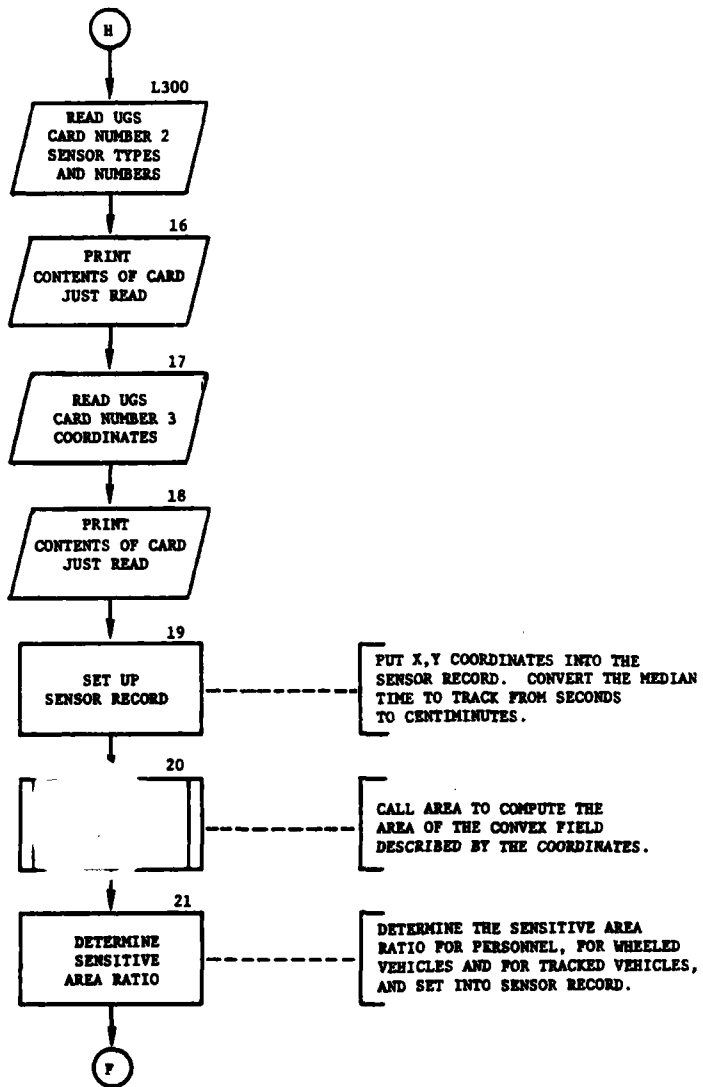 H
L300
READ UGS
CARD NUMBER 2
SENSOR TYPES
AND NUMBERS
16
PRINT
CONTENTS OF CARD
JUST READ
17
READ UGS
CARD NUMBER 3
COORDINATES
18
PRINT
CONTENTS OF CARD
JUST READ
19
SET UP
SENSOR RECORD
PUT X,Y COORDINATES INTO THE
SENSOR RECORD. CONVERT THE MEDIAN
TIME TO TRACK FROM SECONDS
TO CENTIMINUTES.
20
CALL AREA TO COMPUTE THE
AREA OF THE CONVEX FIELD
DESCRIBED BY THE COORDINATES.
21
DETERMINE
SENSITIVE
AREA RATIO
DETERMINE THE SENSITIVE AREA
RATIO FOR PERSONNEL, FOR WHEELED
VEHICLES AND FOR TRACKED VEHICLES,
AND SET INTO SENSOR RECORD.
F